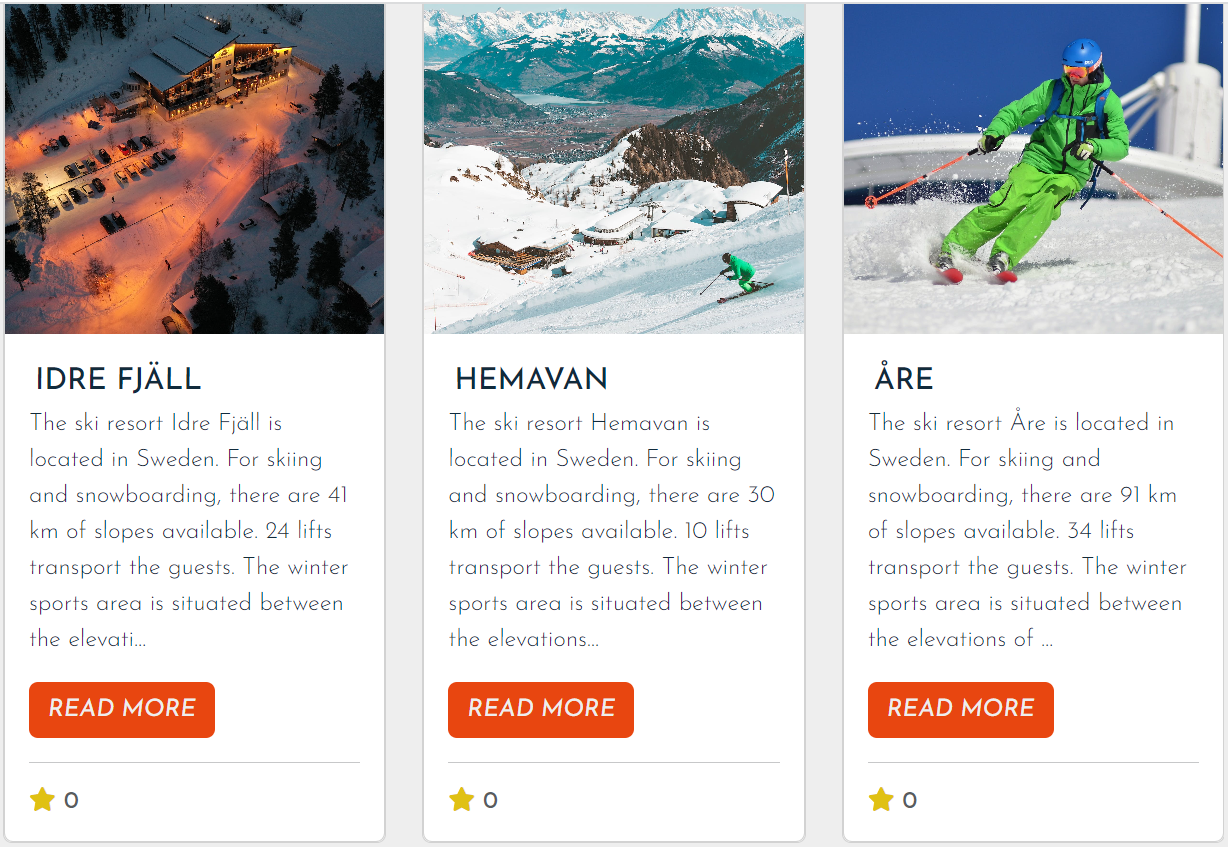 IDRE FJÄLL
The ski resort Idre Fjäll is
located in Sweden. For skiing
and snowboarding, there are 41
km of slopes available. 24 lifts
transport the guests. The winter
sports area is situated between
the elevati...
READ MORE
0
HEMAVAN
The ski resort Hemavan is
located in Sweden. For skiing
and snowboarding, there are 30
km of slopes available. 10 lifts
transport the guests. The winter
sports area is situated between
the elevations...
READ MORE
0
ÅRE
The ski resort Åre is located in
Sweden. For skiing and
snowboarding, there are 91 km
of slopes available. 34 lifts
transport the guests. The winter
sports area is situated between
the elevations of ...
READ MORE
0